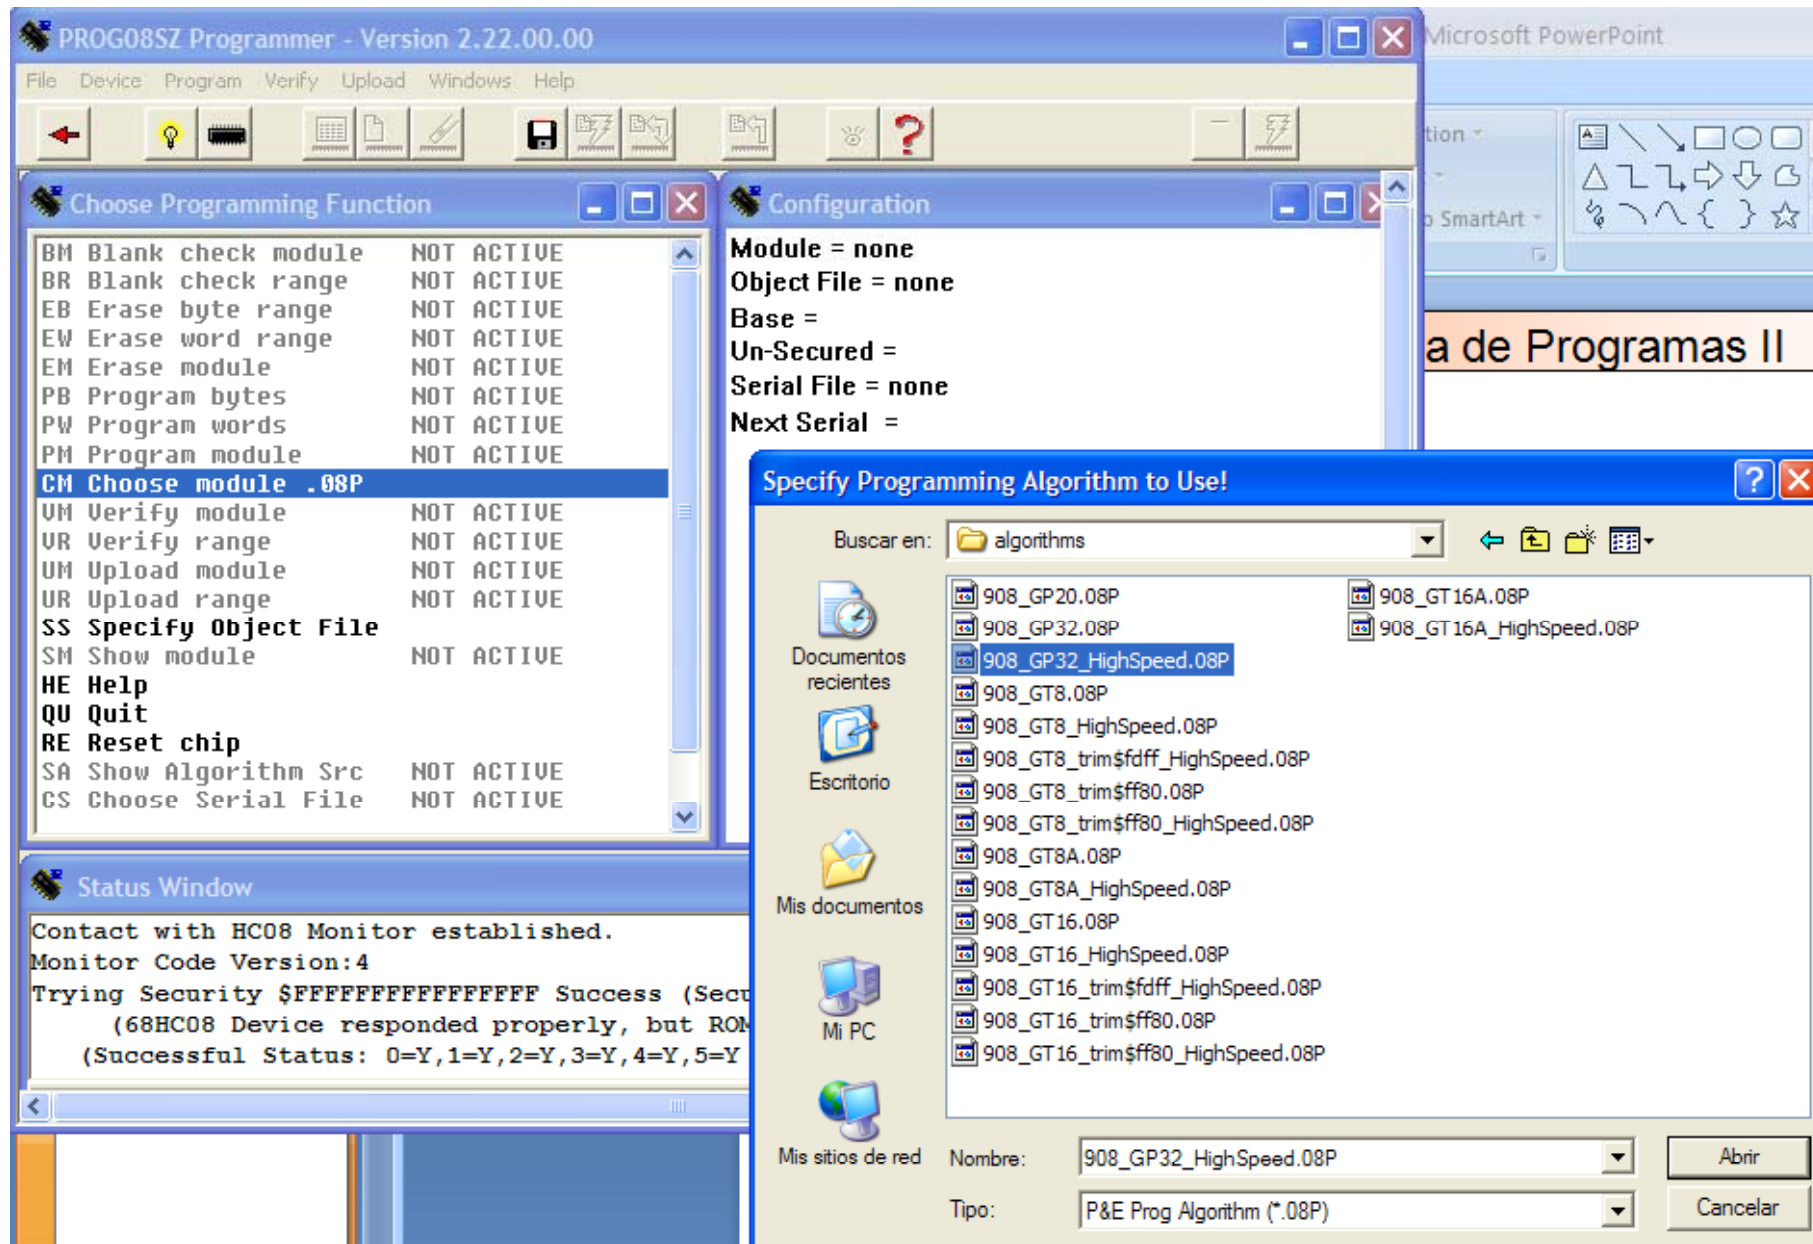 PROG08SZ Programmer - Version 2.22.00.00
Microsoft PowerPoint
File Device Program Verify Upload Windows Help
tion
SmartArt
Choose Programming Function
BM Blank check module NOT ACTIVE
BR Blank check range NOT ACTIVE
EB Erase byte range NOT ACTIVE
EW Erase word range NOT ACTIVE
EM Erase module NOT ACTIVE
PB Program bytes NOT ACTIVE
PW Program words NOT ACTIVE
PM Program module NOT ACTIVE
CM Choose module .08P
VM Verify module NOT ACTIVE
VR Verify range NOT ACTIVE
UM Upload module NOT ACTIVE
UR Upload range NOT ACTIVE
SS Specify Object File
SM Show module NOT ACTIVE
HE Help
QU Quit
RE Reset chip
SA Show Algorithm Src NOT ACTIVE
CS Choose Serial File NOT ACTIVE
Configuration
Module = none
Object File = none
Base =
Un-Secured =
Serial File = none
Next Serial =
a de Programas II
Status Window
Contact with HC08 Monitor established.
Monitor Code Version:4
Trying Security $FFFFFFFFFFFFFFFF Success (Secu
(68HC08 Device responded properly, but ROM
(Successful Status: 0=Y,1=Y,2=Y,3=Y,4=Y,5=Y
Specify Programming Algorithm to Use!
Buscar en: algorithms
Documentos recientes
Escritorio
Mis documentos
Mi PC
Mis sitios de red
908_GP20.08P
908_GP32.08P
908_GP32_HighSpeed.08P
908_GT8.08P
908_GT8_HighSpeed.08P
908_GT8_trim$fdff_HighSpeed.08P
908_GT8_trim$ff80.08P
908_GT8_trim$ff80_HighSpeed.08P
908_GT8A.08P
908_GT8A_HighSpeed.08P
908_GT16.08P
908_GT16_HighSpeed.08P
908_GT16_trim$fdff_HighSpeed.08P
908_GT16_trim$ff80.08P
908_GT16_trim$ff80_HighSpeed.08P
908_GT16A.08P
908_GT16A_HighSpeed.08P
Nombre: 908_GP32_HighSpeed.08P Abrir
Tipo: P&E Prog Algorithm (*.08P) Cancelar